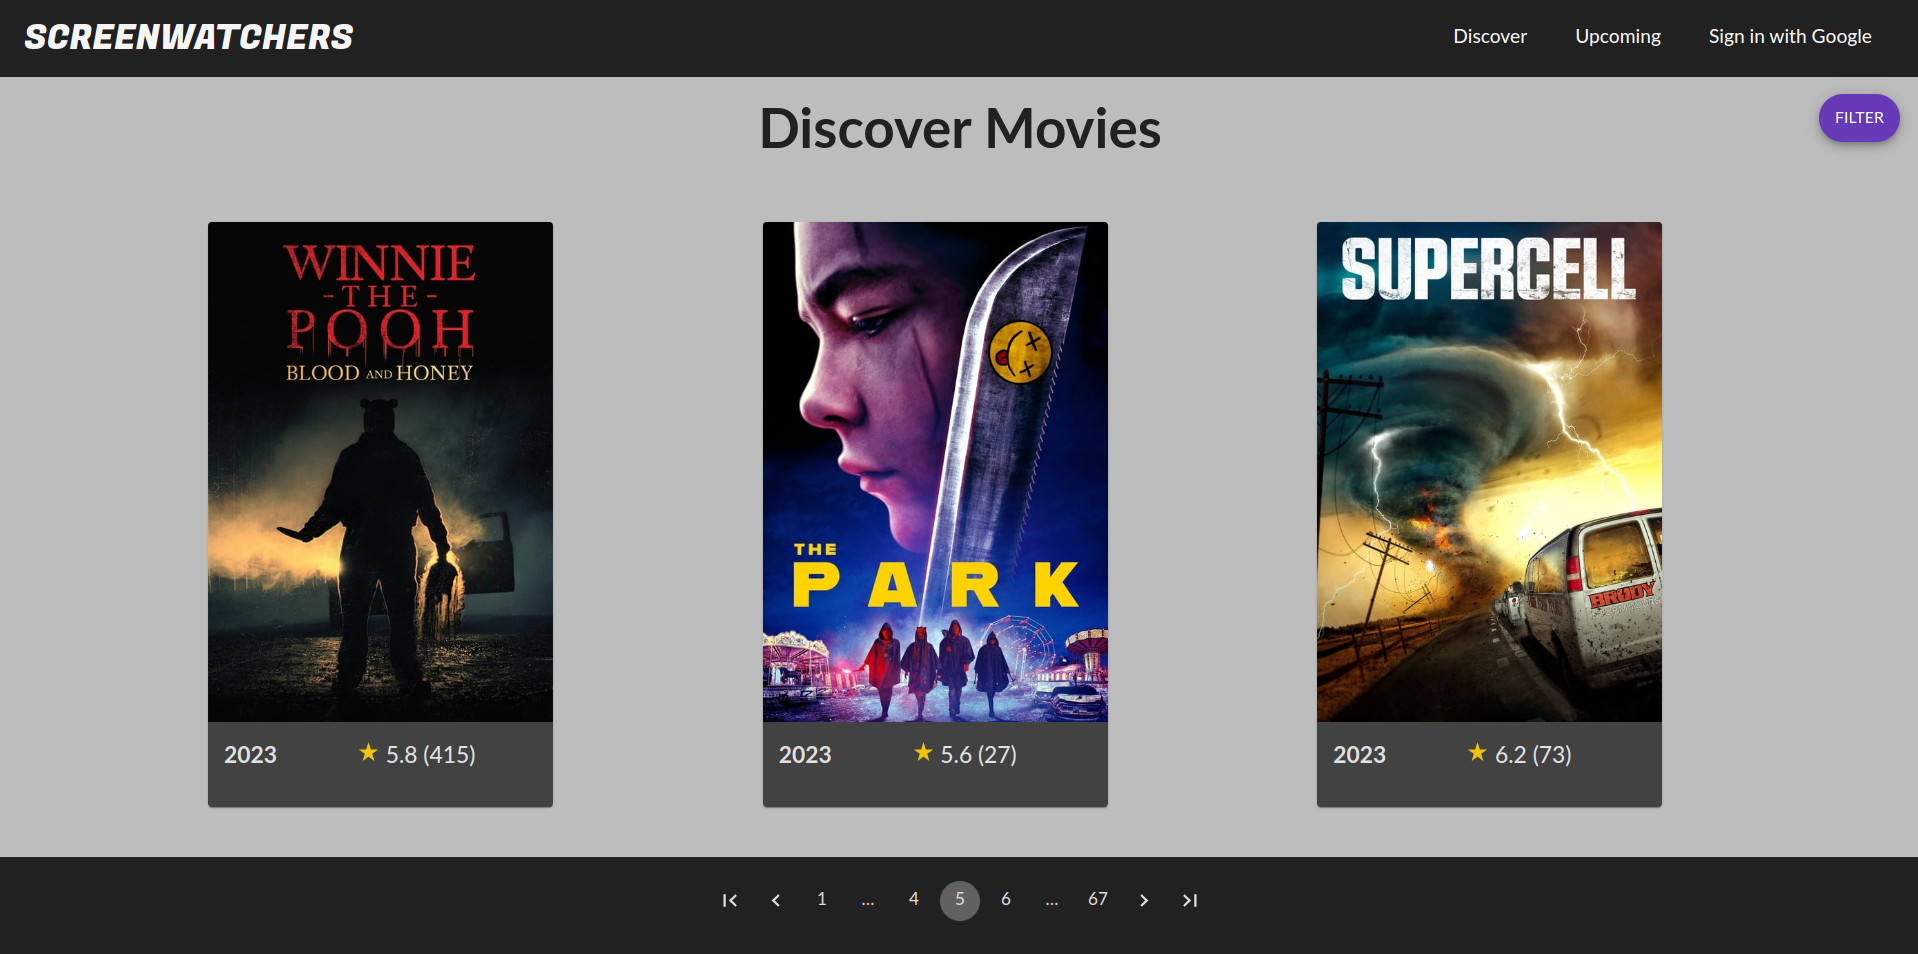 SCREENWATCHERS
Discover
Upcoming
Sign in with Google
Discover Movies
FILTER
WINNIE
-THE-
POOH
BLOOD AND HONEY
THE
PARK
SUPERCELL
BRODY
2023
★ 5.8 (415)
2023
★ 5.6 (27)
2023
★ 6.2 (73)
1 ... 4 5 6 ... 67